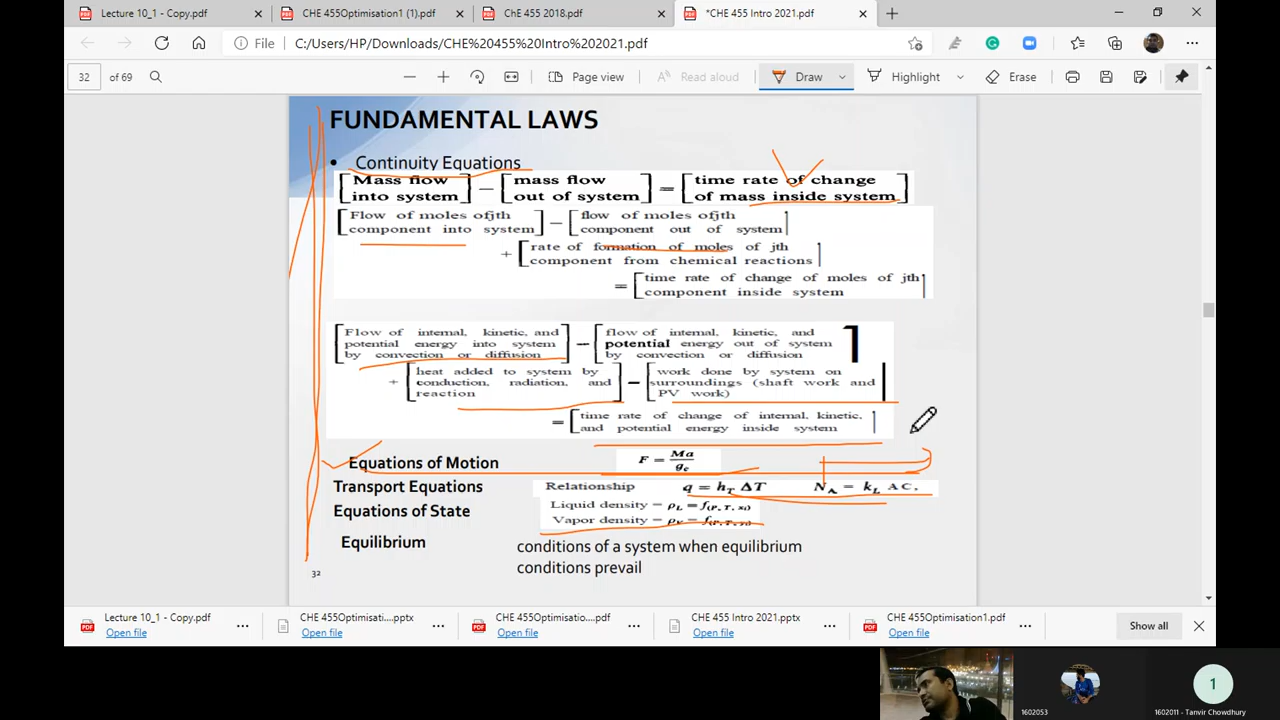 Lecture 10_1 - Copy.pdf
CHE 455Optimisation1 (1).pdf
ChE 455 2018.pdf
*CHE 455 Intro 2021.pdf
File
C:/Users/HP/Downloads/CHE%20455%20Intro%202021.pdf
32 of 69
Page view
Read aloud
Draw
Highlight
Erase
FUNDAMENTAL LAWS
• Continuity Equations
[Mass flow into system] − [mass flow out of system] = [time rate of change of mass inside system]
[Flow of moles ofjth component into system] − [flow of moles ofjth component out of system]
+ [rate of formation of moles of jth component from chemical reactions]
= [time rate of change of moles of jth component inside system]
[Flow of internal, kinetic, and potential energy into system by convection or diffusion] − [flow of internal, kinetic, and potential energy out of system by convection or diffusion]
+ [heat added to system by conduction, radiation, and reaction] − [work done by system on surroundings (shaft work and PV work)]
= [time rate of change of internal, kinetic, and potential energy inside system]
Equations of Motion F = Ma/gc
Transport Equations Relationship q = hT ΔT NA = kL ΔC,
Equations of State Liquid density − ρL = f(P, T, xi)
Vapor density − = f(P, T, yi)
Equilibrium conditions of a system when equilibrium
conditions prevail
32
Lecture 10_1 - Copy.pdf
Open file
CHE 455Optimisati....pptx
Open file
CHE 455Optimisatio....pdf
Open file
CHE 455 Intro 2021.pptx
Open file
CHE 455Optimisation1.pdf
Open file
Show all
1602053
1
1602011 - Tanvir Chowdhury